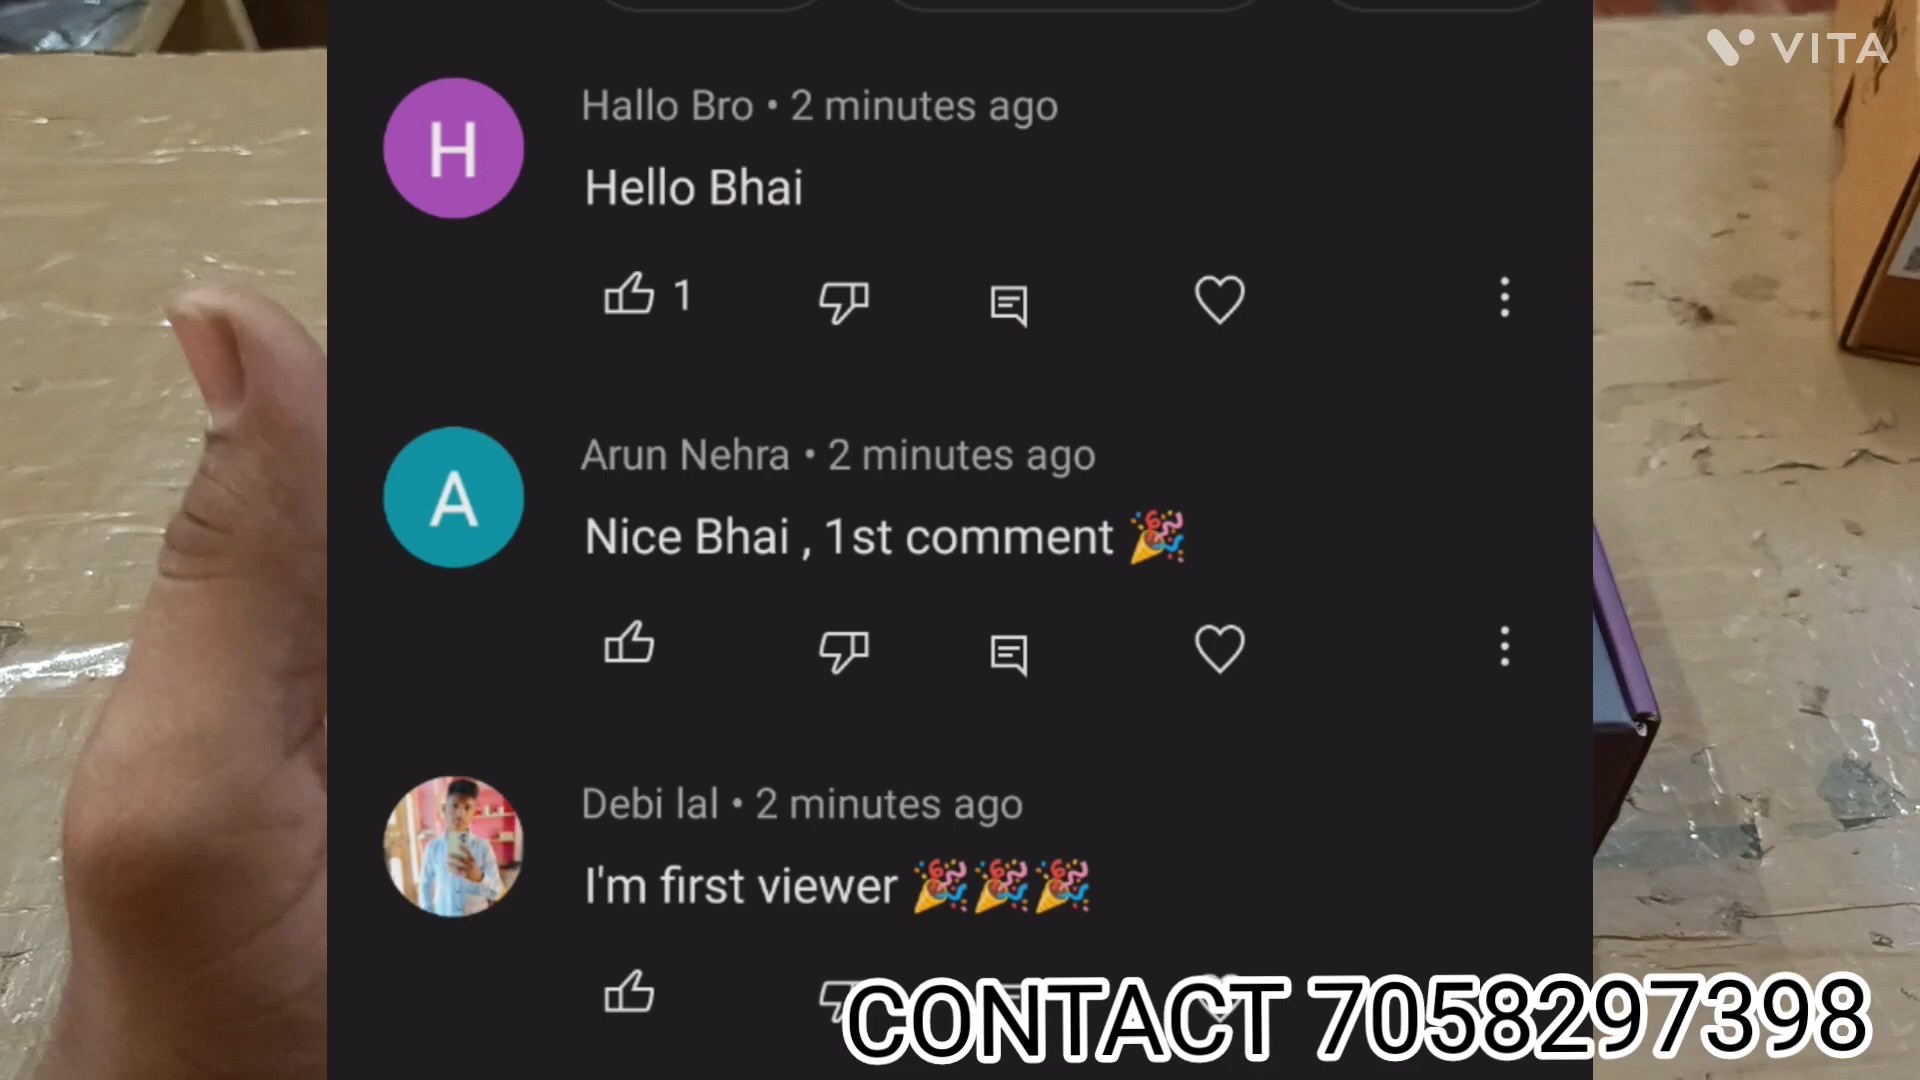 VITA
H
Hallo Bro • 2 minutes ago
Hello Bhai
1
A
Arun Nehra • 2 minutes ago
Nice Bhai , 1st comment 🎉
Debi lal • 2 minutes ago
I'm first viewer 🎉🎉🎉
CONTACT 7058297398